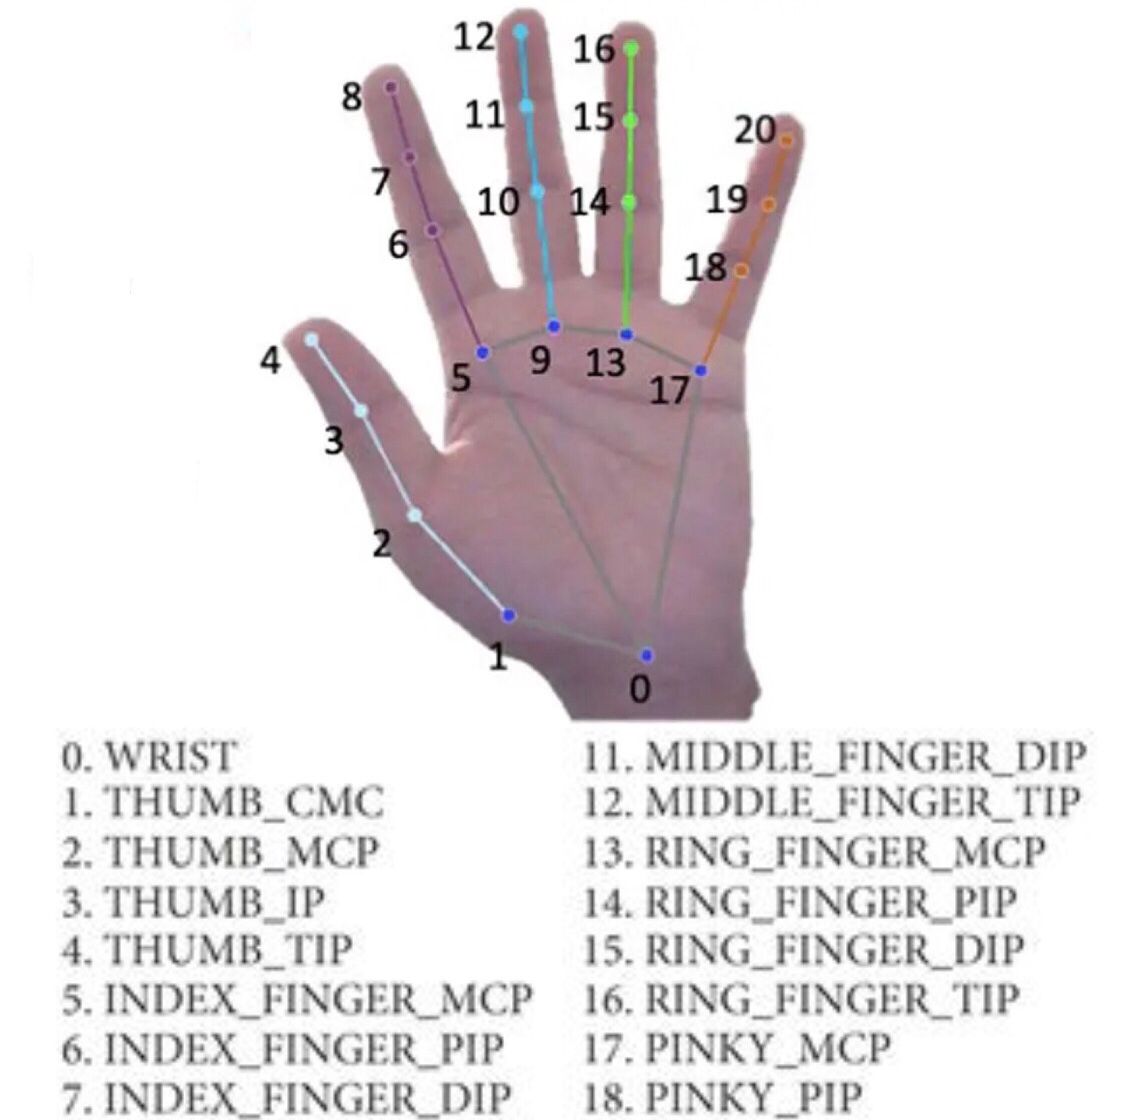 12
16
11
15
8
20
7
10
14
19
6
18
4
5
9
13
17
3
2
1
0
0. WRIST
1. THUMB_CMC
2. THUMB_MCP
3. THUMB_IP
4. THUMB_TIP
5. INDEX_FINGER_MCP
6. INDEX_FINGER_PIP
7. INDEX_FINGER_DIP
11. MIDDLE_FINGER_DIP
12. MIDDLE_FINGER_TIP
13. RING_FINGER_MCP
14. RING_FINGER_PIP
15. RING_FINGER_DIP
16. RING_FINGER_TIP
17. PINKY_MCP
18. PINKY_PIP